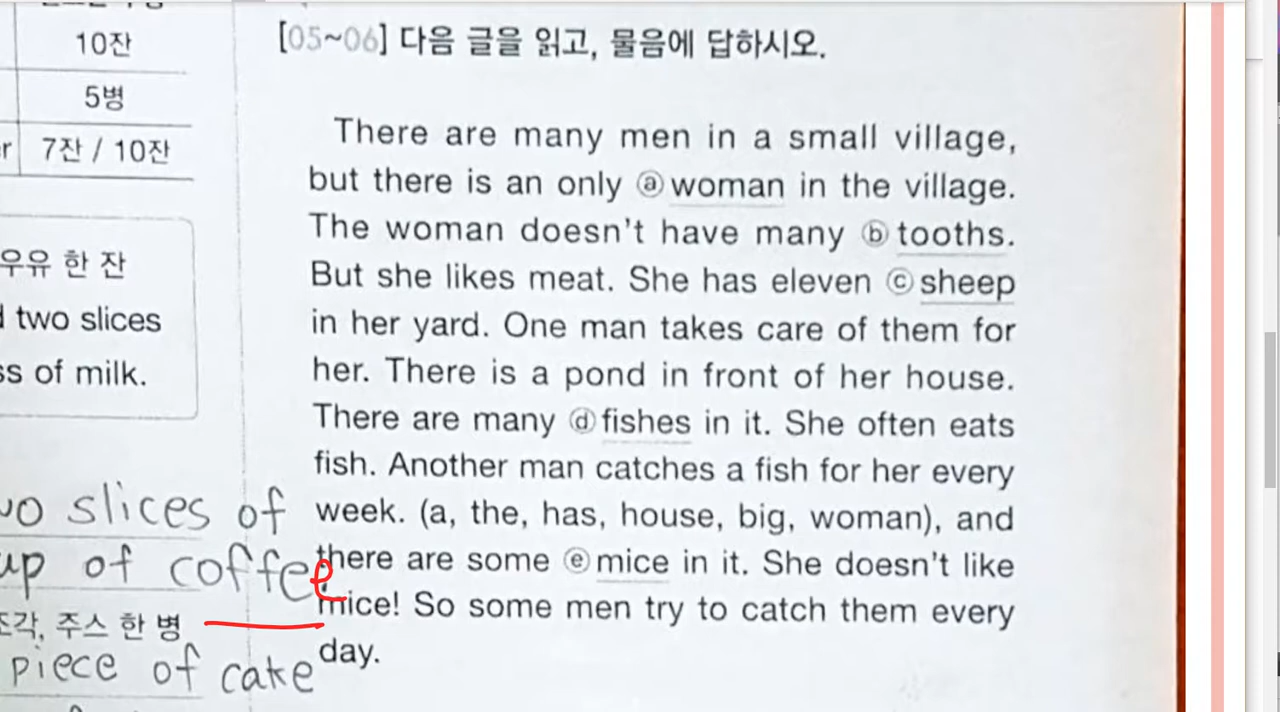 10잔
5병
7잔 / 10잔
우유 한 잔
two slices
of milk.
slices of
of coffee
주스 한 병
piece of cake
[05~06] 다음 글을 읽고, 물음에 답하시오.
There are many men in a small village,
but there is an only ⓐ woman in the village.
The woman doesn't have many ⓑ tooths.
But she likes meat. She has eleven ⓒ sheep
in her yard. One man takes care of them for
her. There is a pond in front of her house.
There are many ⓓ fishes in it. She often eats
fish. Another man catches a fish for her every
week. (a, the, has, house, big, woman), and
there are some ⓔ mice in it. She doesn't like
mice! So some men try to catch them every
day.